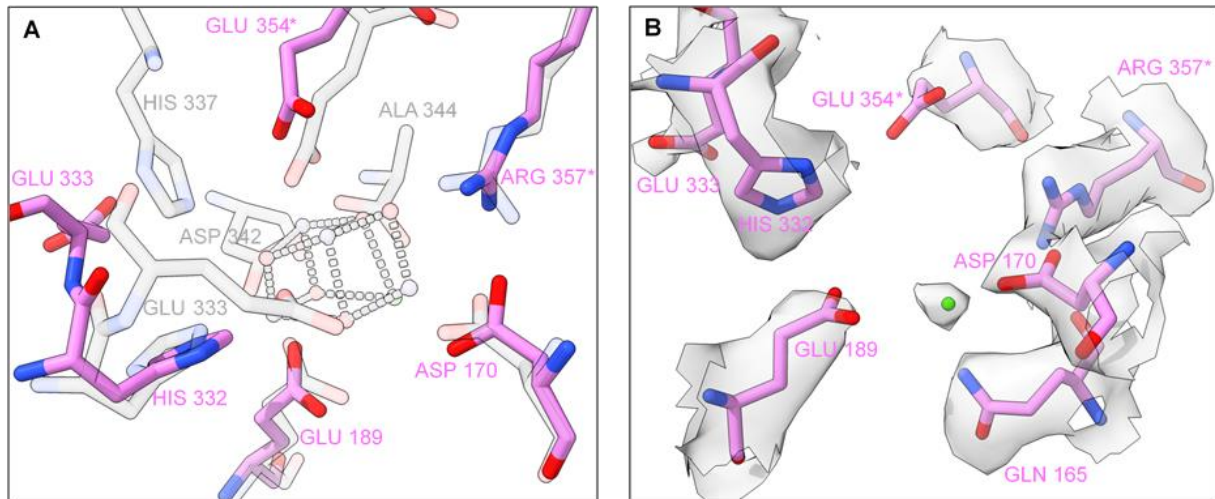 A
GLU 354*
HIS 337
ALA 344
GLU 333
ARG 357*
ASP 342
GLU 333
HIS 332
ASP 170
GLU 189
B
ARG 357*
GLU 354*
GLU 333
HIS 332
ASP 170
GLU 189
GLN 165